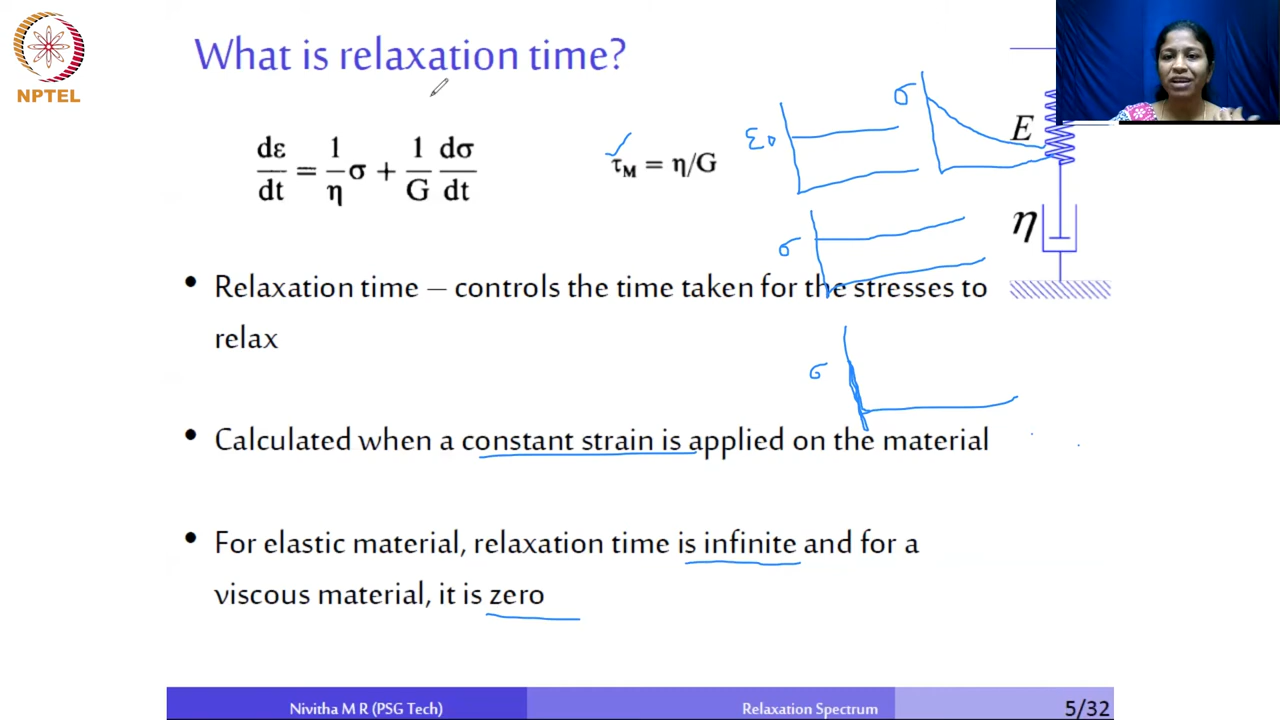 What is relaxation time?
NPTEL
dε/dt = 1/η σ + 1/G dσ/dt
τM = η/G
ε0
σ
E
σ
η
• Relaxation time – controls the time taken for the stresses to
relax
σ
• Calculated when a constant strain is applied on the material
• For elastic material, relaxation time is infinite and for a
viscous material, it is zero
Nivitha M R (PSG Tech)
Relaxation Spectrum
5/32